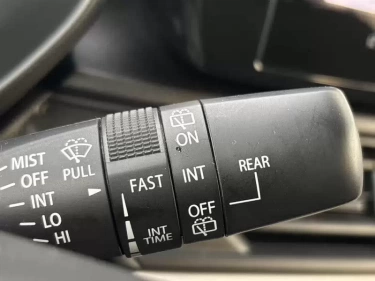 MIST
OFF
INT
LO
HI
PULL
FAST
INT
TIME
ON
INT
OFF
REAR